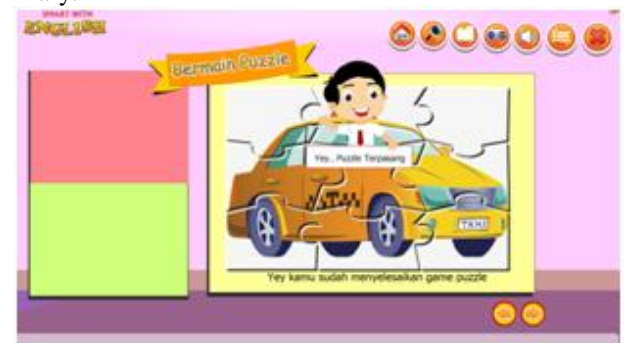 SMART WITH
ENGLISH
Bermain Puzzle
Yey.. Puzzle Terpasang
TAXI
TAXI
Yey kamu sudah menyelesaikan game puzzle